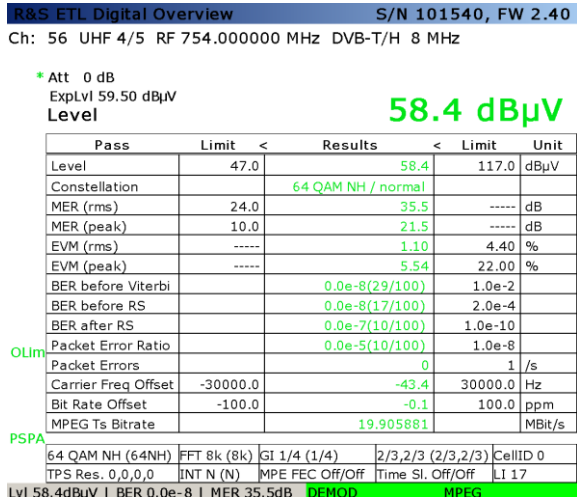 R&S ETL Digital Overview S/N 101540, FW 2.40
Ch: 56 UHF 4/5 RF 754.000000 MHz DVB-T/H 8 MHz
* Att 0 dB
ExpLvl 59.50 dBµV
Level 58.4 dBµV
Pass Limit < Results < Limit Unit
Level 47.0 58.4 117.0 dBµV
Constellation 64 QAM NH / normal
MER (rms) 24.0 35.5 ----- dB
MER (peak) 10.0 21.5 ----- dB
EVM (rms) ----- 1.10 4.40 %
EVM (peak) ----- 5.54 22.00 %
BER before Viterbi 0.0e-8(29/100) 1.0e-2
BER before RS 0.0e-8(17/100) 2.0e-4
BER after RS 0.0e-7(10/100) 1.0e-10
Packet Error Ratio 0.0e-5(10/100) 1.0e-8
OLim
Packet Errors 0 1 /s
Carrier Freq Offset -30000.0 -43.4 30000.0 Hz
Bit Rate Offset -100.0 -0.1 100.0 ppm
MPEG Ts Bitrate 19.905881 MBit/s
PSPA
64 QAM NH (64NH) FFT 8k (8k) GI 1/4 (1/4) 2/3,2/3 (2/3,2/3) CellID 0
TPS Res. 0,0,0,0 INT N (N) MPE FEC Off/Off Time Sl. Off/Off LI 17
Lvl 58.4dBµV | BER 0.0e-8 | MER 35.5dB DEMOD MPEG